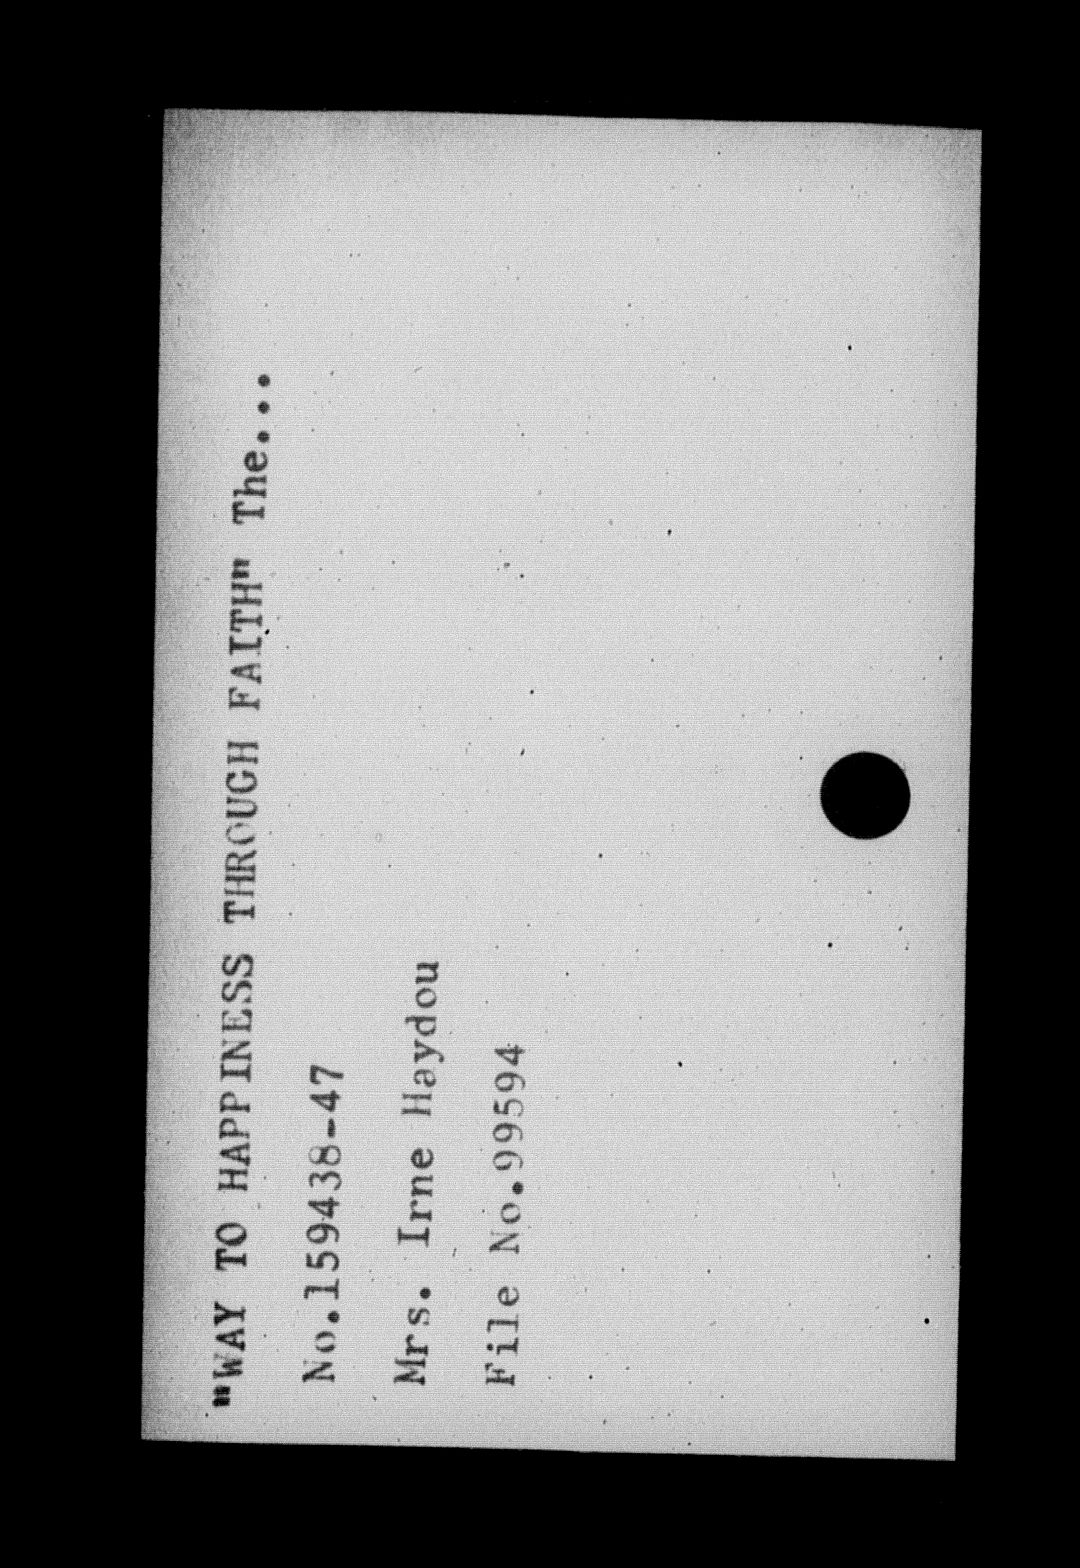 "WAY TO HAPPINESS THROUGH FAITH" The...
No.159438-47
Mrs. Irne Haydou
File No.99594